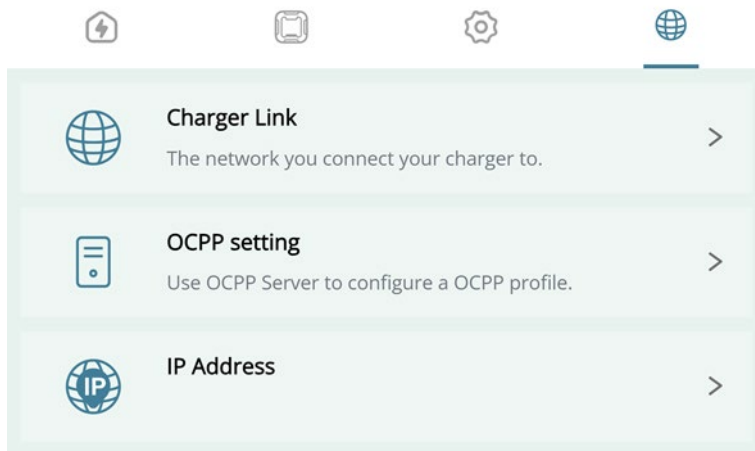 Charger Link
The network you connect your charger to.
OCPP setting
Use OCPP Server to configure a OCPP profile.
IP
IP Address